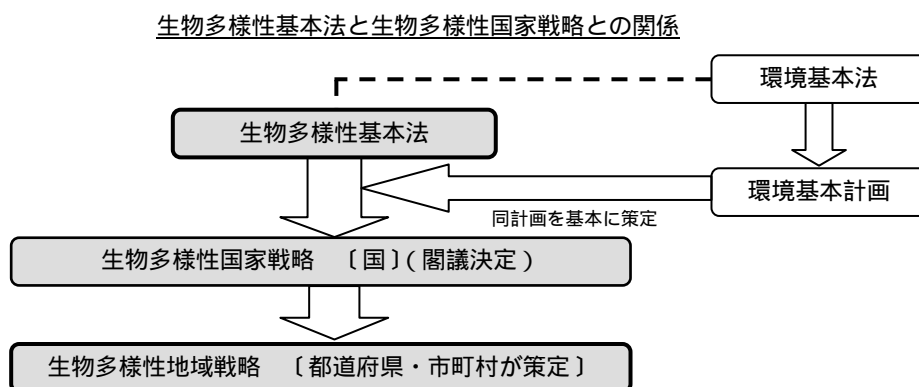 生物多様性基本法と生物多様性国家戦略との関係
環境基本法
生物多様性基本法
環境基本計画
同計画を基本に策定
生物多様性国家戦略　〔国〕(閣議決定)
生物多様性地域戦略　〔都道府県・市町村が策定〕